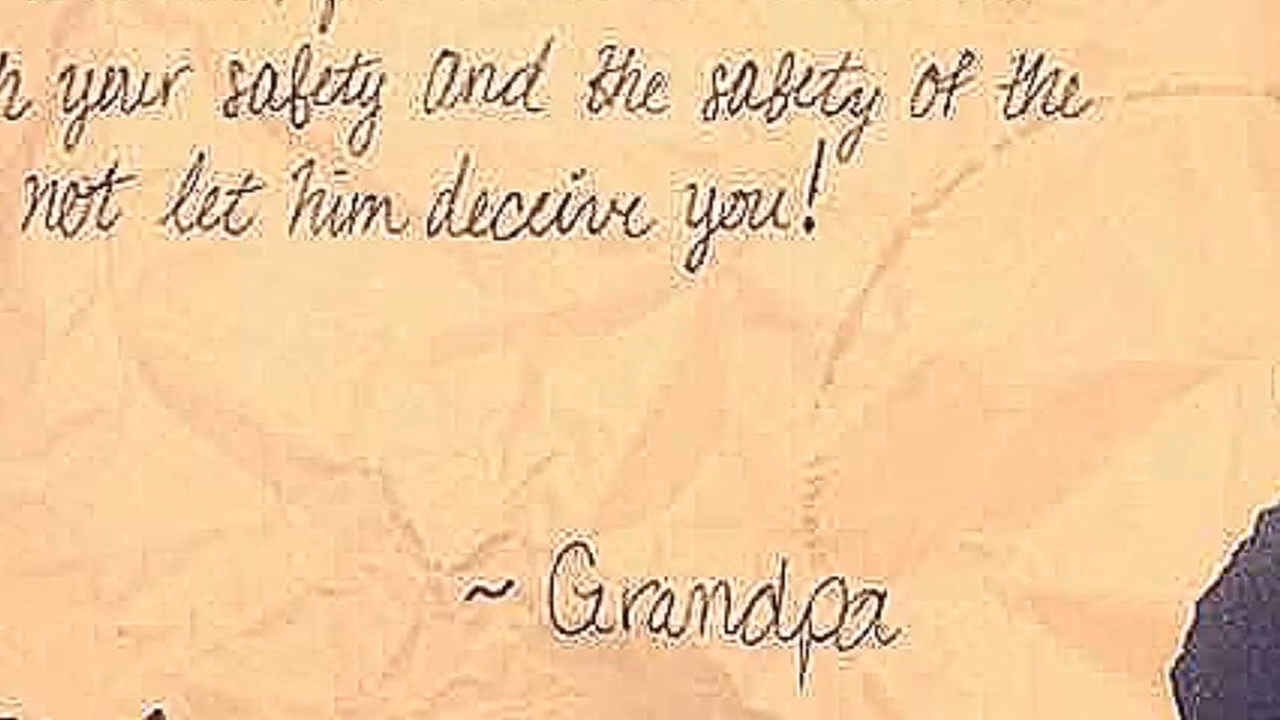 your safety and the safety of the
not let him deceive you!
~ Grandpa